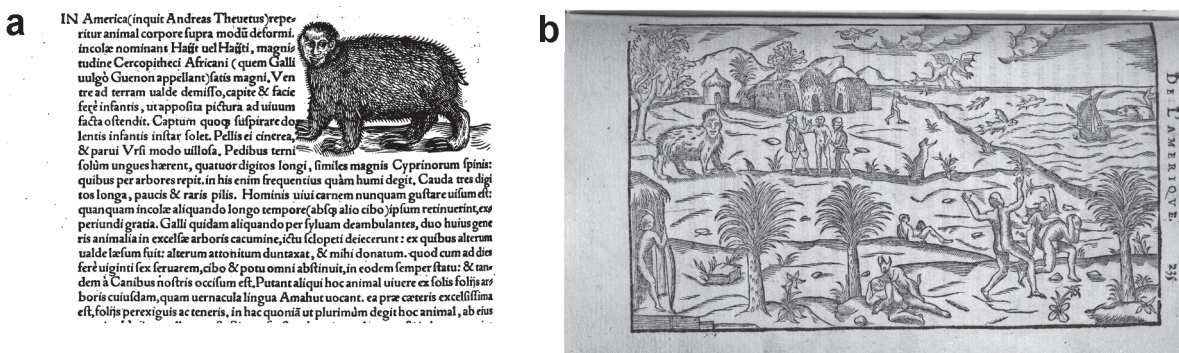 a
IN America(inquit Andreas Theuetus)repe-
ritur animal corpore supra modũ deformi.
incolæ nominant Haüt uel Haüti, magnis
tudine Cercopitheci Africani (quem Galli
uulgò Guenon appellant)satis magni, Ven
tre ad terram ualde demisso, capite & facie
ferè infantis, ut apposita pictura ad uiuum
facta ostendit. Captum quoqꝫ suspirare do
lentis infantis instar solet. Pellis ei cinerea,
& parui Vrsi modo uillosa. Pedibus terni
solùm ungues hærent, quatuor digitos longi, similes magnis Cyprinorum spinis:
quibus per arbores repit. in his enim frequentius quàm humi degit, Cauda tres digi
tos longa, paucis & raris pilis. Hominis uiui carnem nunquam gustare uisum est:
quanquam incolæ aliquando longo tempore(absqꝫ alio cibo)ipsum retinuerint, ex
periundi gratia. Galli quidam aliquando per syluam deambulantes, duo huius gene
ris animalia in excelsæ arboris cacumine, ictu sclopeti deiecerunt: ex quibus alterum
ualde læsum fuit: alterum attonitum duntaxat, & mihi donatum. quod cum ad dies
ferè uiginti sex seruarem, cibo & potu omni abstinuit, in eodem semper statu: & tan
dem à Canibus nostris occisum est, Putant aliqui hoc animal uiuere ex solis folijs ar
boris cuiusdam, quam uernacula lingua Amahut uocant. ea præ cæteris excelsissima
est, folijs perexiguis ac teneris, in hac quoniã ut plurimùm degit hoc animal, ab eius
b
DE L'AMERIQVE.
235